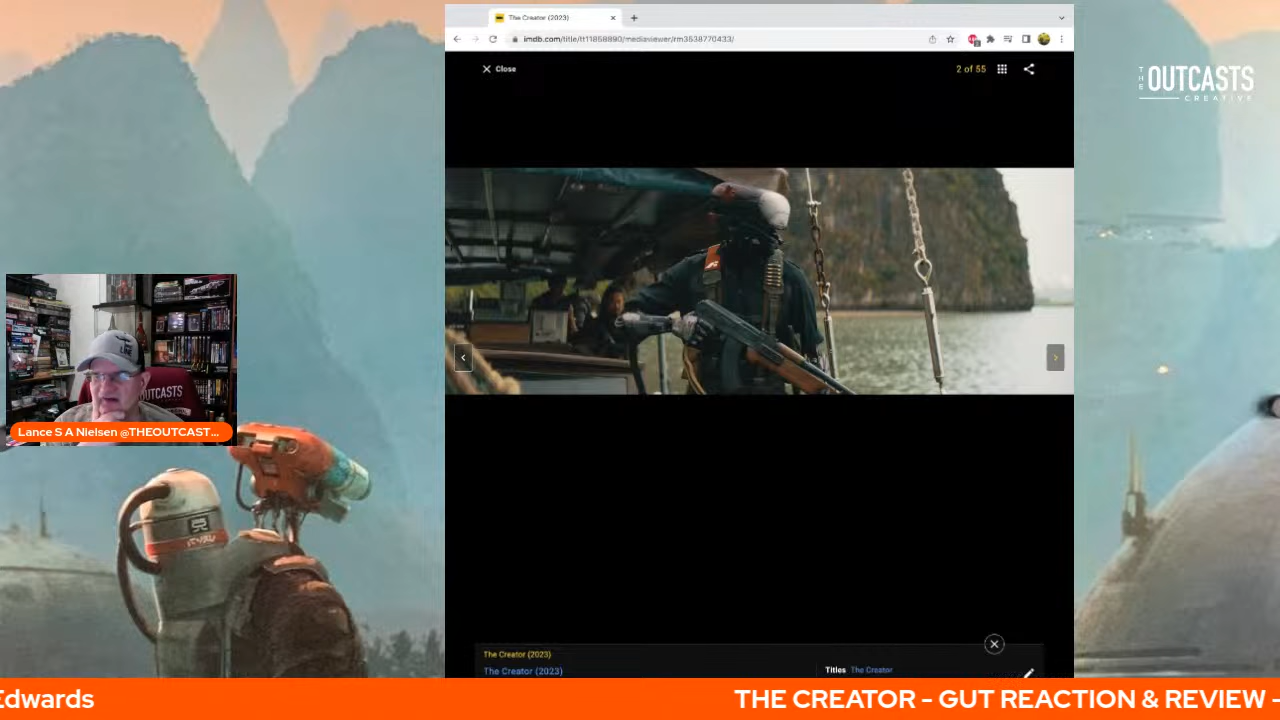 The Creator (2023)
imdb.com/title/tt11858890/mediaviewer/rm3538770433/
Close
2 of 55
THE OUTCASTS
CREATIVE
OUTCASTS
Lance S A Nielsen @THEOUTCAST...
The Creator (2023)
The Creator (2023)
Titles The Creator
Edwards
THE CREATOR - GUT REACTION & REVIEW -